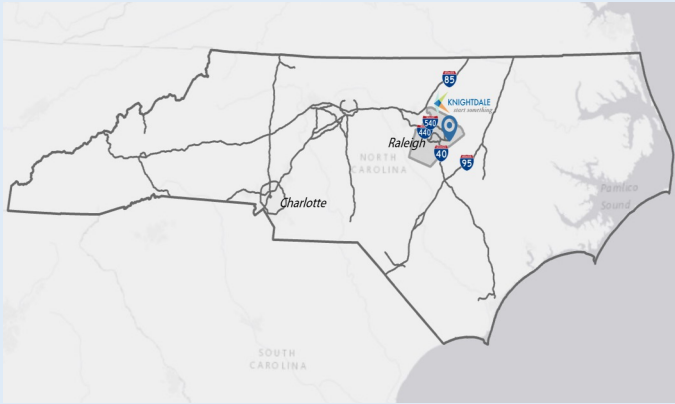 85
KNIGHTDALE
start something
540
440
Raleigh
40
95
NORTH
CAROLINA
Pamlico
Sound
Charlotte
SOUTH
CAROLINA